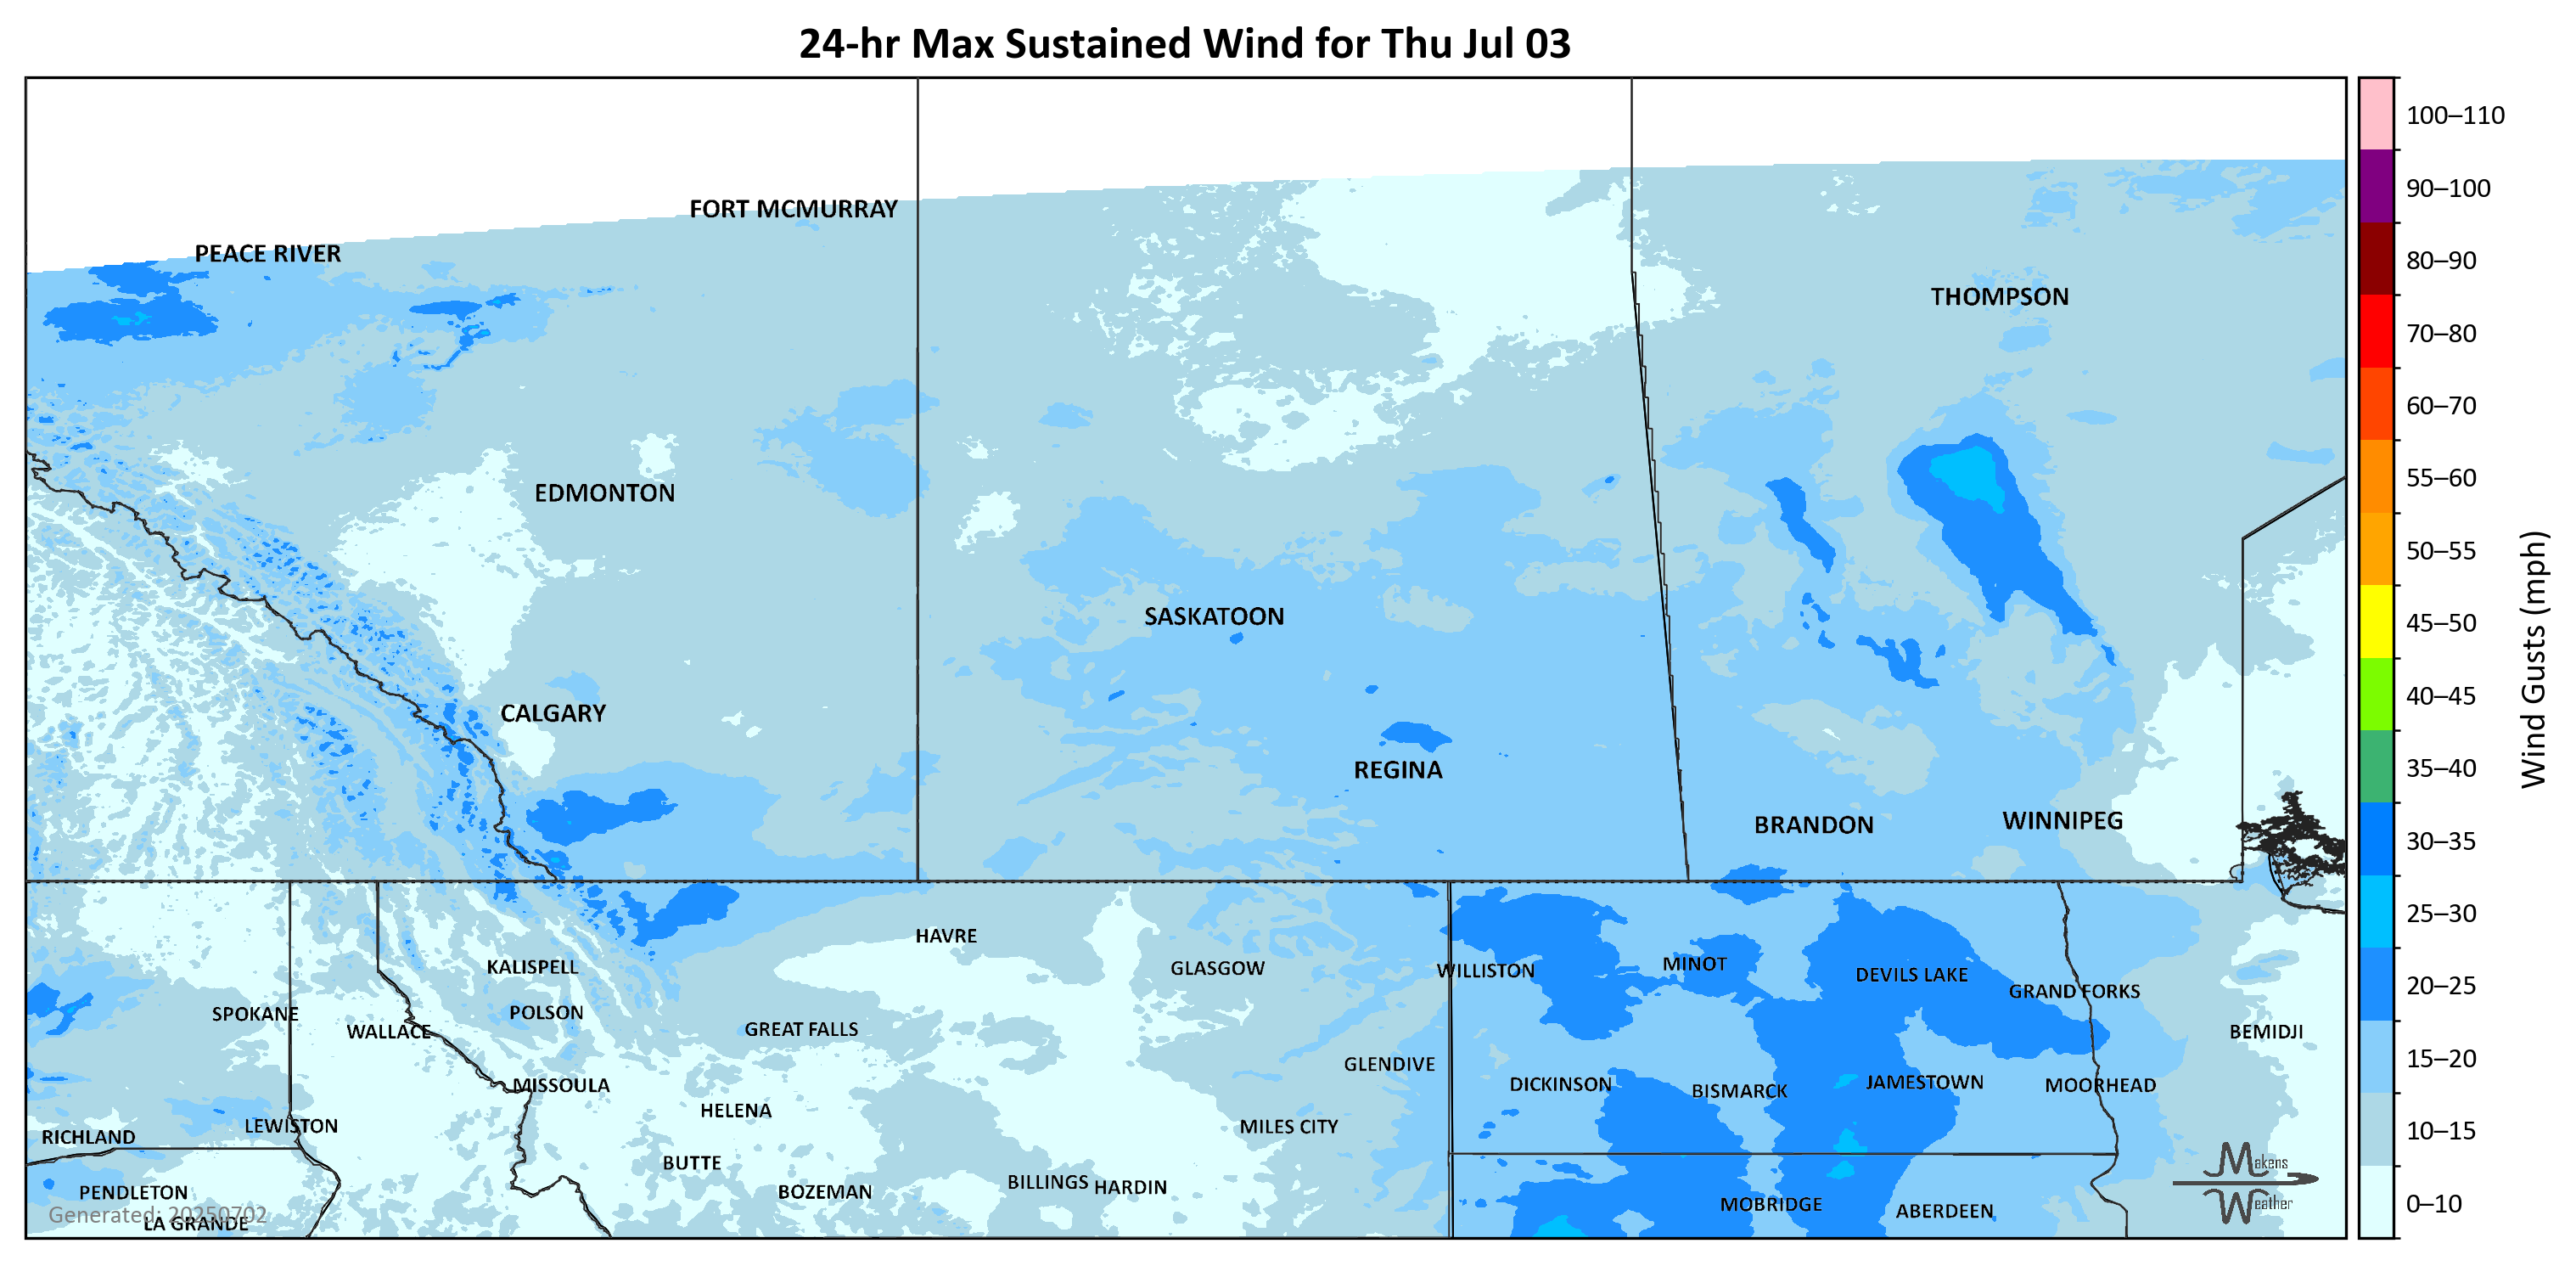 24-hr Max Sustained Wind for Thu Jul 03
FORT MCMURRAY
PEACE RIVER
THOMPSON
EDMONTON
SASKATOON
CALGARY
REGINA
BRANDON
WINNIPEG
HAVRE
KALISPELL
GLASGOW
WILLISTON
MINOT
DEVILS LAKE
GRAND FORKS
SPOKANE
POLSON
WALLACE
GREAT FALLS
BEMIDJI
GLENDIVE
MISSOULA
DICKINSON
BISMARCK
JAMESTOWN
MOORHEAD
HELENA
LEWISTON
MILES CITY
RICHLAND
BUTTE
BILLINGS
HARDIN
PENDLETON
BOZEMAN
MOBRIDGE
ABERDEEN
Generated: 20250702
LA GRANDE
Makens
Weather
100–110
90–100
80–90
70–80
60–70
55–60
50–55
45–50
40–45
35–40
30–35
25–30
20–25
15–20
10–15
0–10
Wind Gusts (mph)